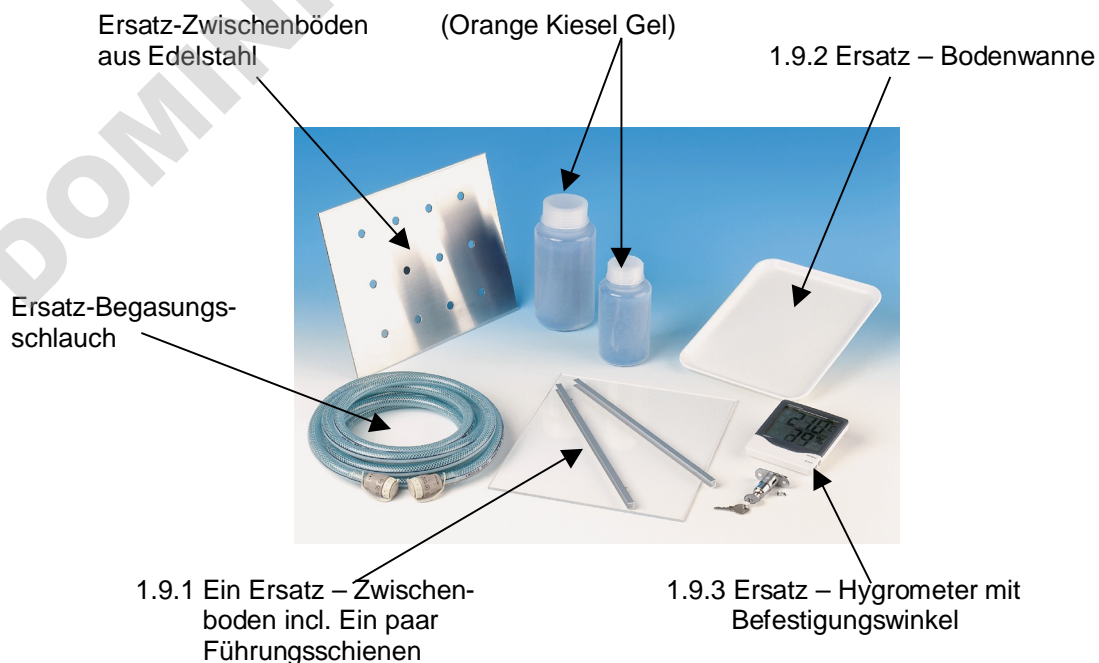 Ersatz-Zwischenböden
aus Edelstahl
(Orange Kiesel Gel)
1.9.2 Ersatz – Bodenwanne
Ersatz-Begasungs-
schlauch
1.9.1 Ein Ersatz – Zwischen-
boden incl. Ein paar
Führungsschienen
1.9.3 Ersatz – Hygrometer mit
Befestigungswinkel